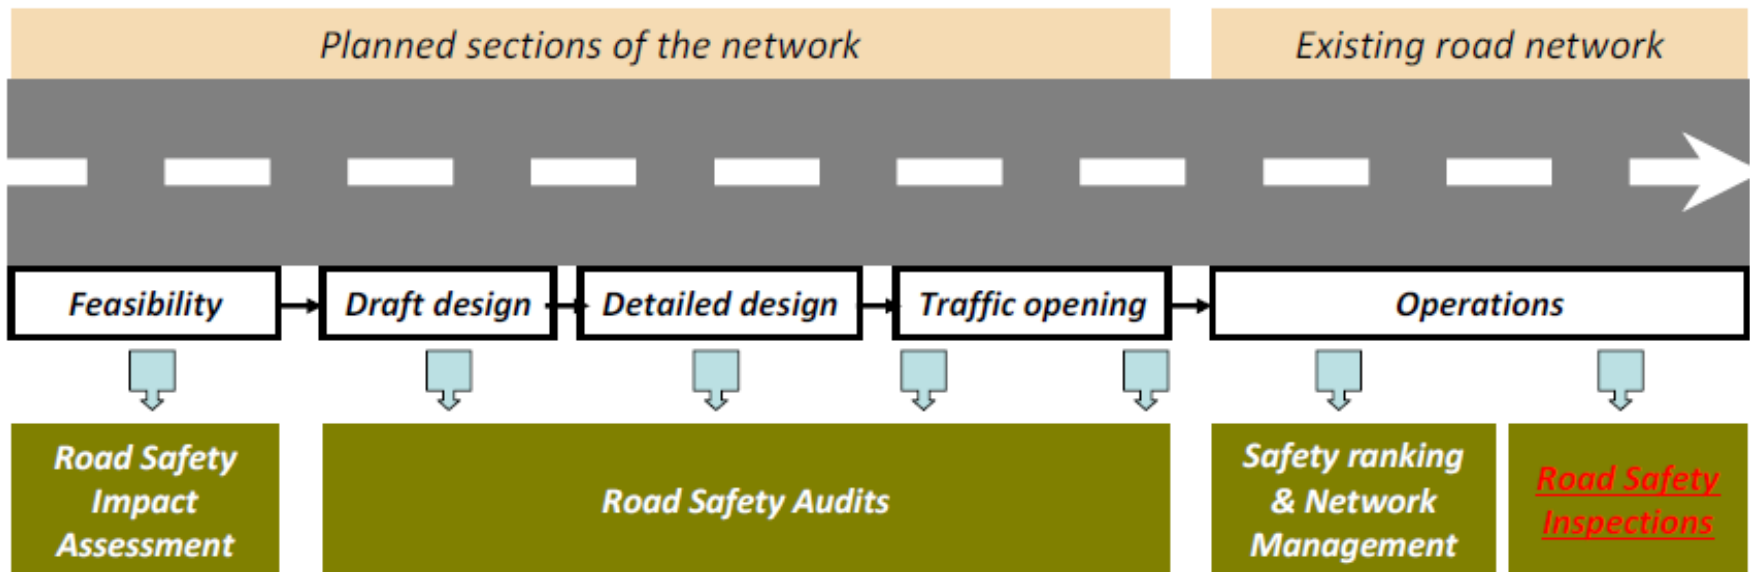 Planned sections of the network
Existing road network
Feasibility
Draft design
Detailed design
Traffic opening
Operations
Road Safety
Impact
Assessment
Road Safety Audits
Safety ranking
& Network
Management
Road Safety
Inspections